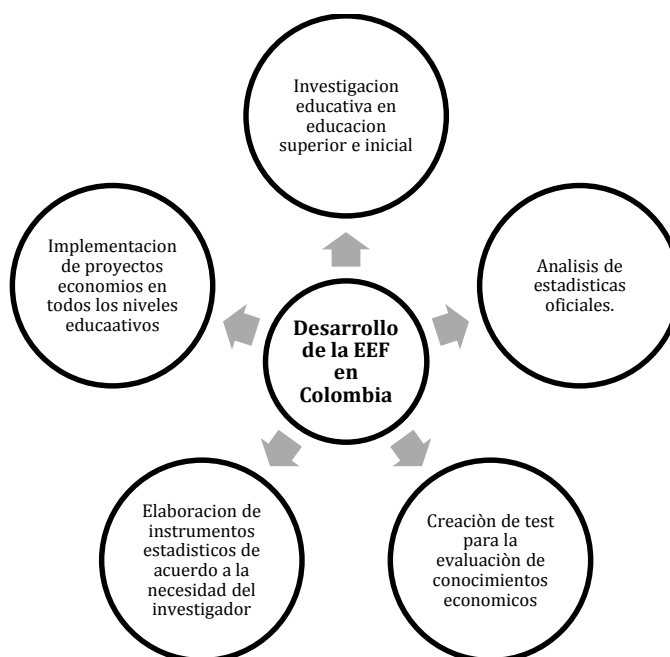 Investigacion
educativa en
educacion
superior e inicial
Implementacion
de proyectos
economios en
todos los niveles
educaativos
Analisis de
estadisticas
oficiales.
Desarrollo
de la EEF
en
Colombia
Elaboracion de
instrumentos
estadisticos de
acuerdo a la
necesidad del
investigador
Creaciòn de test
para la
evaluaciòn de
conocimientos
economicos